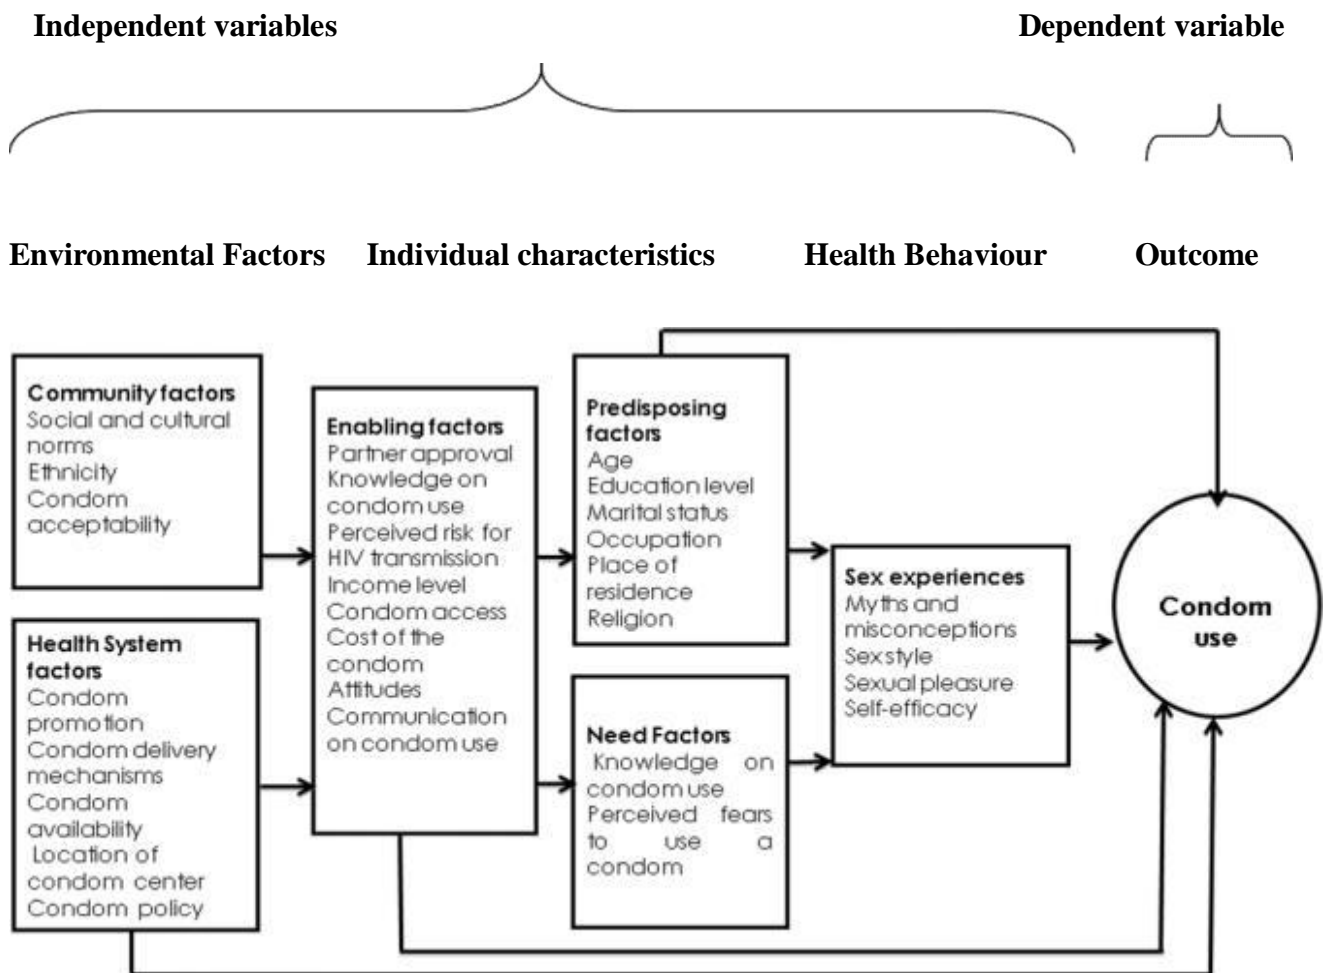 Independent variables
Dependent variable
Environmental Factors
Individual characteristics
Health Behaviour
Outcome
Community factors
Social and cultural
norms
Ethnicity
Condom
acceptability
Health System
factors
Condom
promotion
Condom delivery
mechanisms
Condom
availability
Location of
condom center
Condom policy
Enabling factors
Partner approval
Knowledge on
condom use
Perceived risk for
HIV transmission
Income level
Condom access
Cost of the
condom
Attitudes
Communication
on condom use
Predisposing
factors
Age
Education level
Marital status
Occupation
Place of
residence
Religion
Need Factors
Knowledge on
condom use
Perceived fears
to use a
condom
Sex experiences
Myths and
misconceptions
Sex style
Sexual pleasure
Self-efficacy
Condom
use